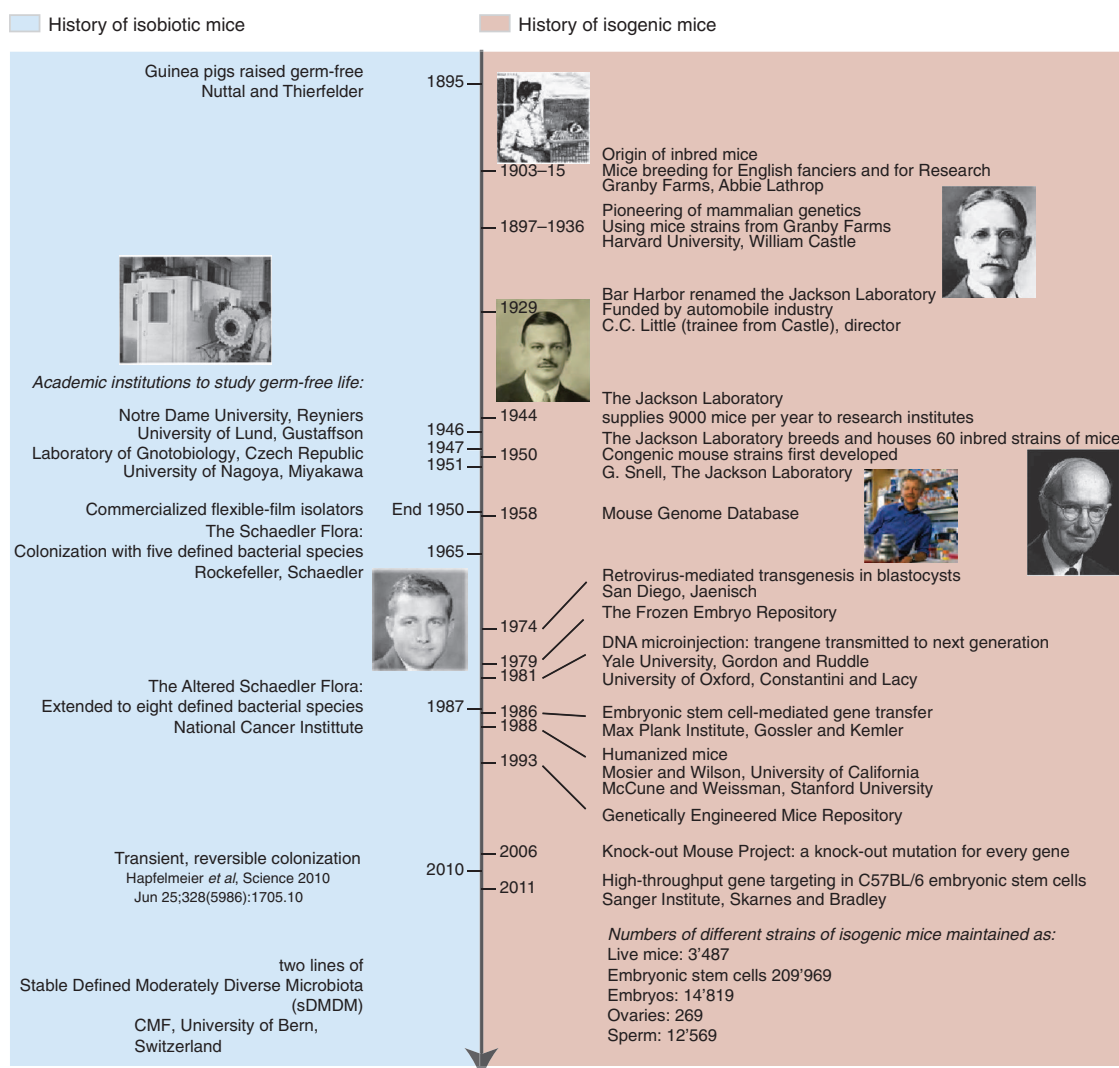 History of isobiotic mice
History of isogenic mice
Guinea pigs raised germ-free
Nuttal and Thierfelder
1895
Origin of inbred mice
1903–15
Mice breeding for English fanciers and for Research
Granby Farms, Abbie Lathrop
Pioneering of mammalian genetics
1897–1936
Using mice strains from Granby Farms
Harvard University, William Castle
Bar Harbor renamed the Jackson Laboratory
1929
Funded by automobile industry
C.C. Little (trainee from Castle), director
Academic institutions to study germ-free life:
The Jackson Laboratory
Notre Dame University, Reyniers
1944
supplies 9000 mice per year to research institutes
University of Lund, Gustaffson
1946
The Jackson Laboratory breeds and houses 60 inbred strains of mice
Laboratory of Gnotobiology, Czech Republic
1947
1950
Congenic mouse strains first developed
University of Nagoya, Miyakawa
1951
G. Snell, The Jackson Laboratory
Commercialized flexible-film isolators
End 1950
1958
Mouse Genome Database
The Schaedler Flora:
Colonization with five defined bacterial species
1965
Rockefeller, Schaedler
Retrovirus-mediated transgenesis in blastocysts
San Diego, Jaenisch
1974
The Frozen Embryo Repository
1979
DNA microinjection: trangene transmitted to next generation
1981
Yale University, Gordon and Ruddle
University of Oxford, Constantini and Lacy
The Altered Schaedler Flora:
Extended to eight defined bacterial species
1987
National Cancer Instittute
1986
Embryonic stem cell-mediated gene transfer
Max Plank Institute, Gossler and Kemler
1988
Humanized mice
Mosier and Wilson, University of California
McCune and Weissman, Stanford University
1993
Genetically Engineered Mice Repository
2006
Knock-out Mouse Project: a knock-out mutation for every gene
Transient, reversible colonization
2010
Hapfelmeier et al, Science 2010
Jun 25;328(5986):1705.10
2011
High-throughput gene targeting in C57BL/6 embryonic stem cells
Sanger Institute, Skarnes and Bradley
Numbers of different strains of isogenic mice maintained as:
Live mice: 3'487
Embryonic stem cells 209'969
Embryos: 14'819
Ovaries: 269
Sperm: 12'569
two lines of
Stable Defined Moderately Diverse Microbiota
(sDMDM)
CMF, University of Bern,
Switzerland